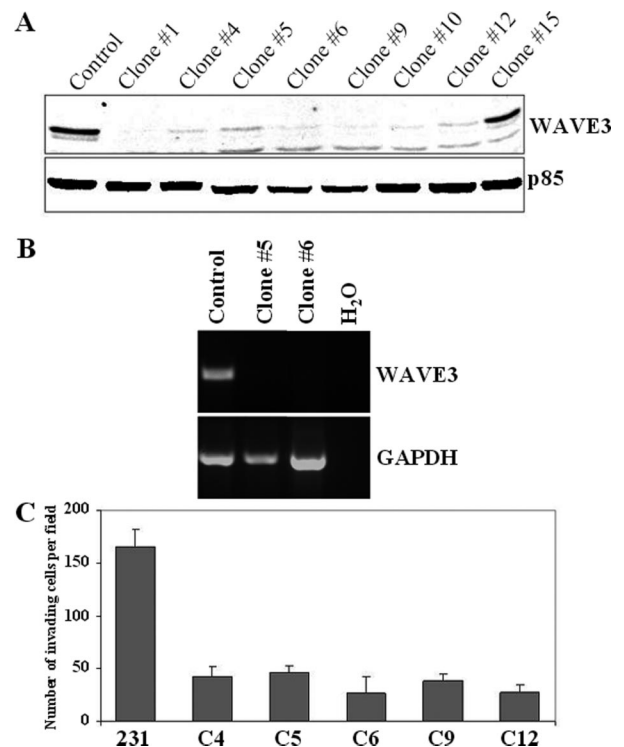 A
Control
Clone #1
Clone #4
Clone #5
Clone #6
Clone #9
Clone #10
Clone #12
Clone #15
WAVE3
p85
B
Control
Clone #5
Clone #6
H₂O
WAVE3
GAPDH
C
Number of invading cells per field
200
150
100
50
0
231 C4 C5 C6 C9 C12